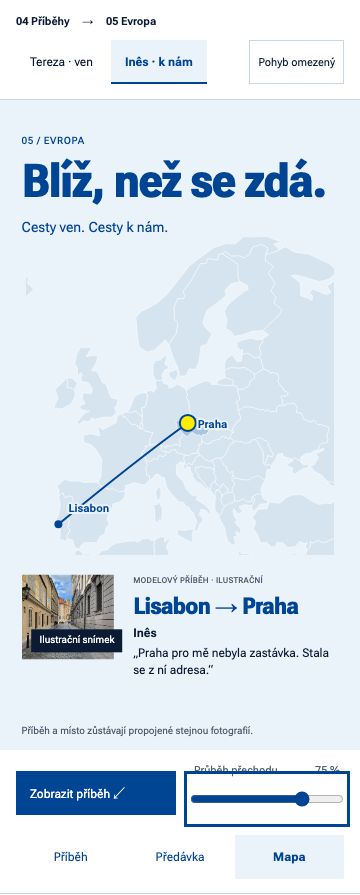 04 Příběhy → 05 Evropa
Tereza · ven
Inês · k nám
Pohyb omezený
05 / EVROPA
Blíž, než se zdá.
Cesty ven. Cesty k nám.
Praha
Lisabon
MODELOVÝ PŘÍBĚH · ILUSTRAČNÍ
Lisabon → Praha
Inês
Ilustrační snímek
„Praha pro mě nebyla zastávka. Stala
se z ní adresa.“
Příběh a místo zůstávají propojené stejnou fotografií.
Průběh přechodu 75 %
Zobrazit příběh ↙
Příběh
Předávka
Mapa